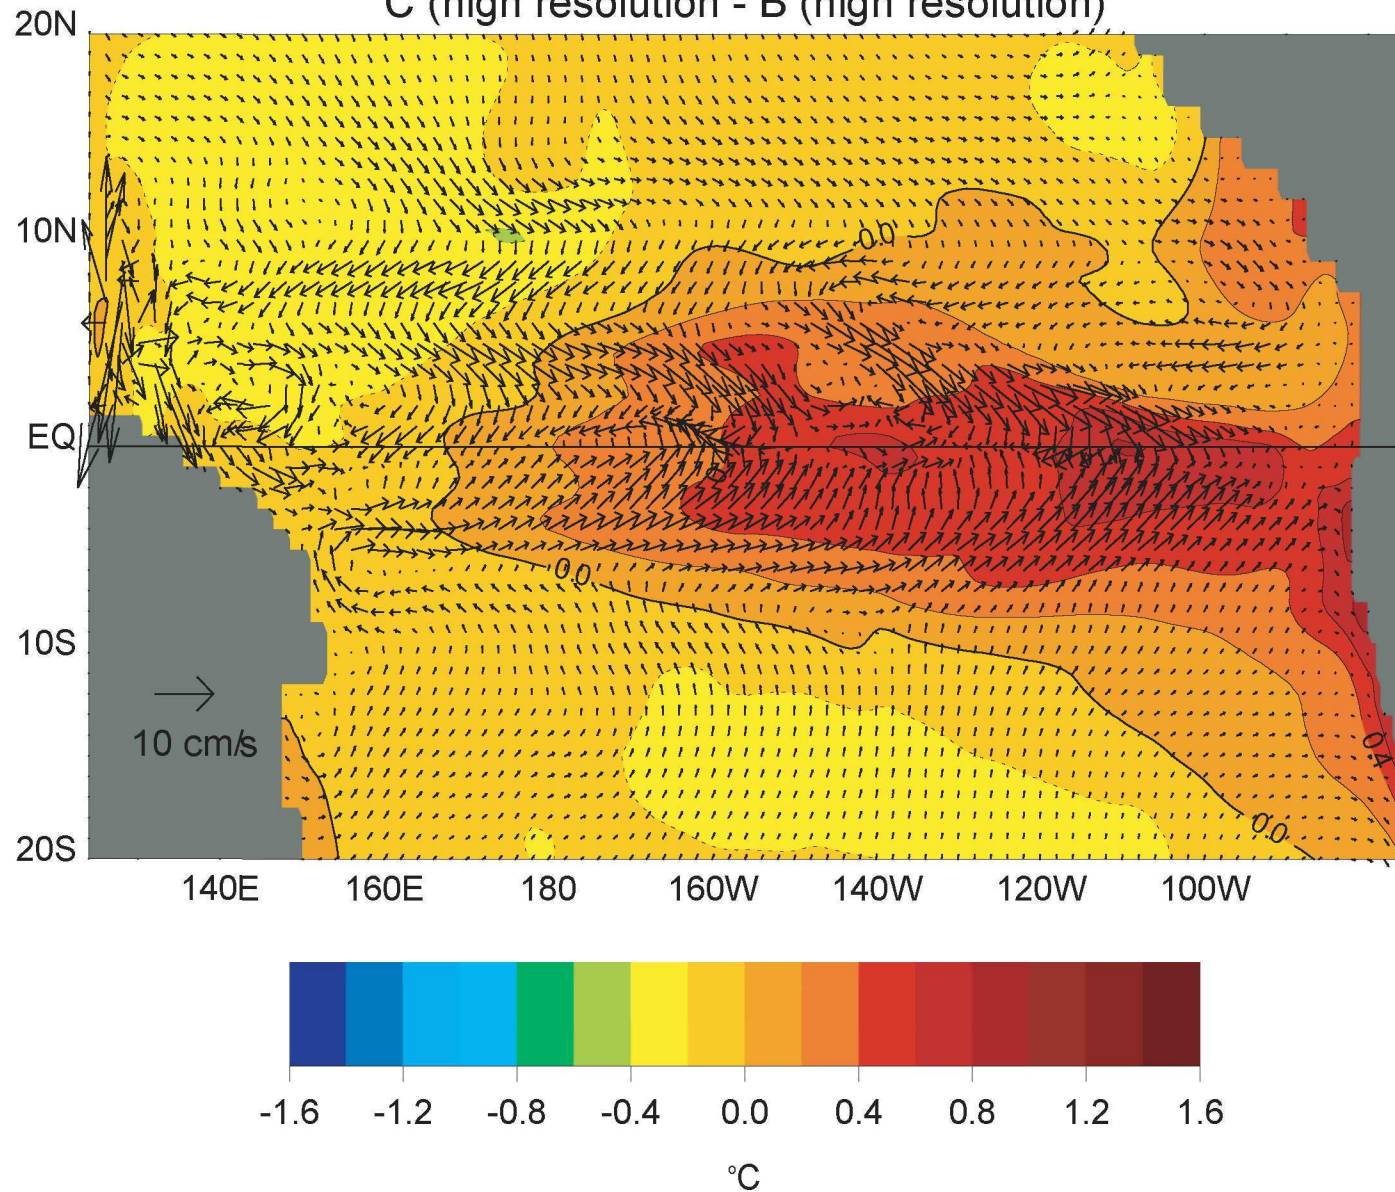 C (high resolution - B (high resolution)
20N
10N
EQ
10S
20S
0.0
0.0
0.4
0.0
10 cm/s
140E 160E 180 160W 140W 120W 100W
-1.6 -1.2 -0.8 -0.4 0.0 0.4 0.8 1.2 1.6
°C